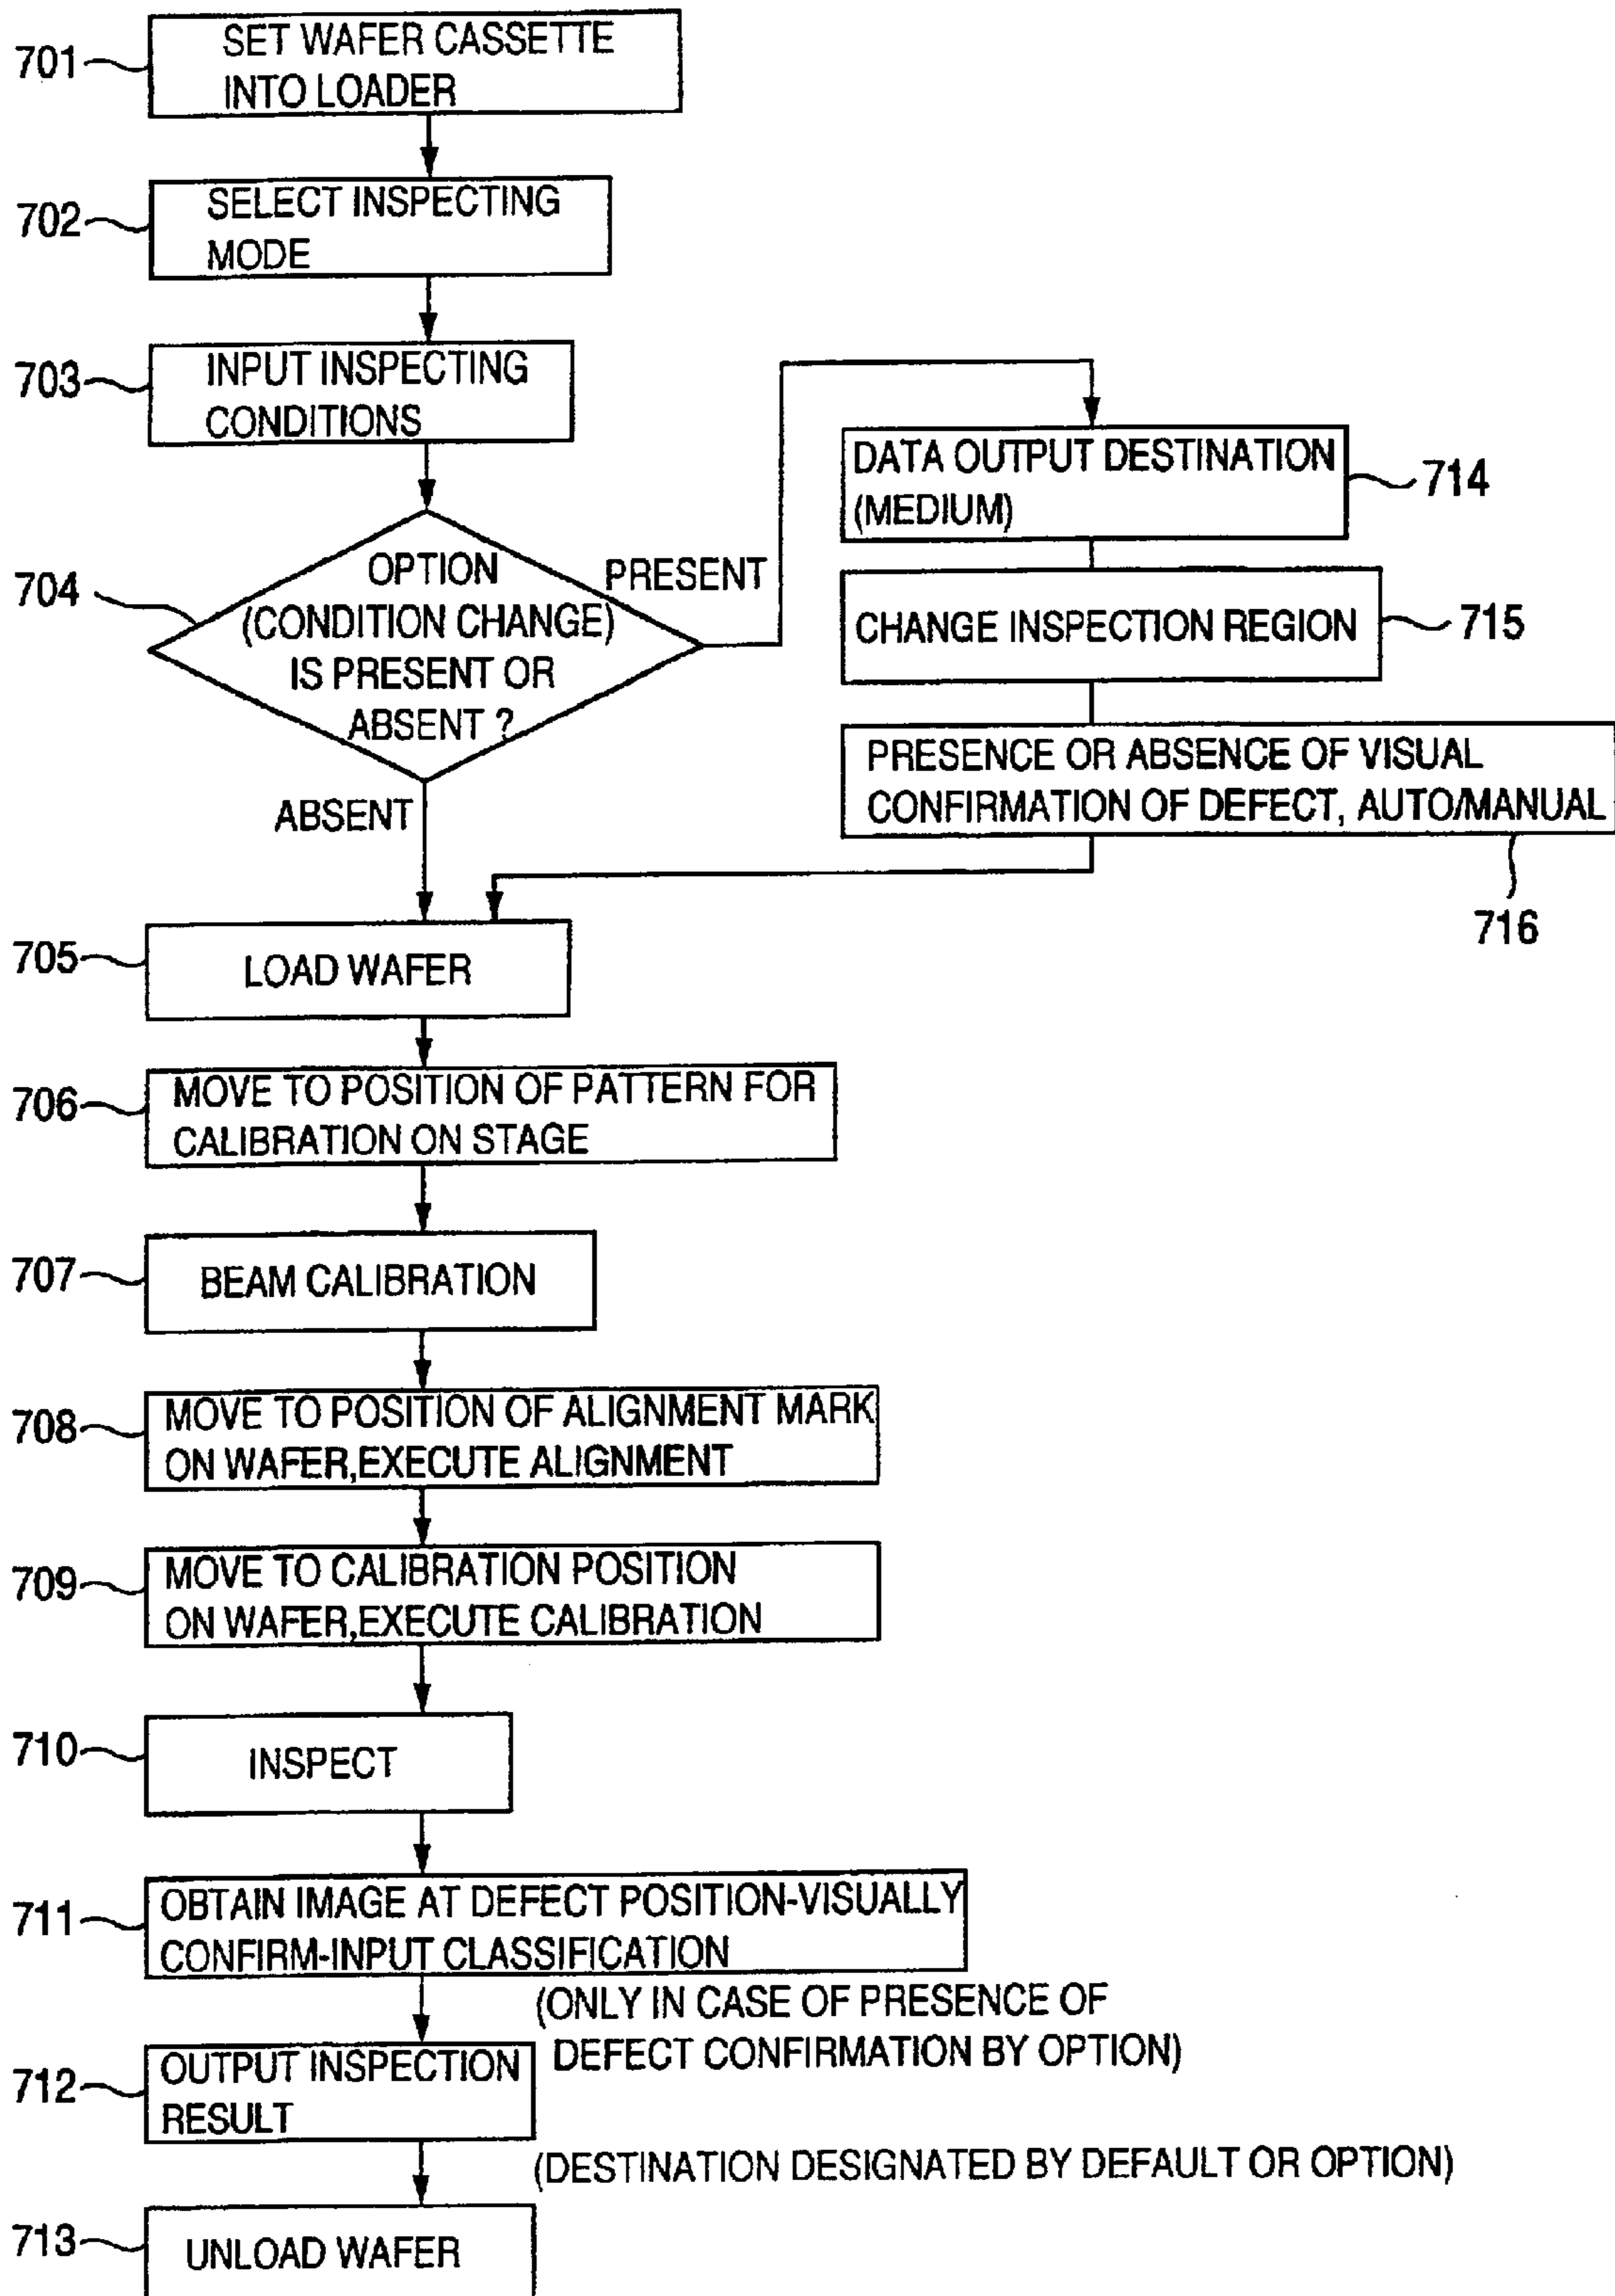 701
SET WAFER CASSETTE
INTO LOADER
702
SELECT INSPECTING
MODE
703
INPUT INSPECTING
CONDITIONS
704
OPTION
(CONDITION CHANGE)
IS PRESENT OR
ABSENT ?
PRESENT
ABSENT
DATA OUTPUT DESTINATION
(MEDIUM)
714
CHANGE INSPECTION REGION
715
PRESENCE OR ABSENCE OF VISUAL
CONFIRMATION OF DEFECT, AUTO/MANUAL
716
705
LOAD WAFER
706
MOVE TO POSITION OF PATTERN FOR
CALIBRATION ON STAGE
707
BEAM CALIBRATION
708
MOVE TO POSITION OF ALIGNMENT MARK
ON WAFER,EXECUTE ALIGNMENT
709
MOVE TO CALIBRATION POSITION
ON WAFER,EXECUTE CALIBRATION
710
INSPECT
711
OBTAIN IMAGE AT DEFECT POSITION-VISUALLY
CONFIRM-INPUT CLASSIFICATION
(ONLY IN CASE OF PRESENCE OF
DEFECT CONFIRMATION BY OPTION)
712
OUTPUT INSPECTION
RESULT
(DESTINATION DESIGNATED BY DEFAULT OR OPTION)
713
UNLOAD WAFER